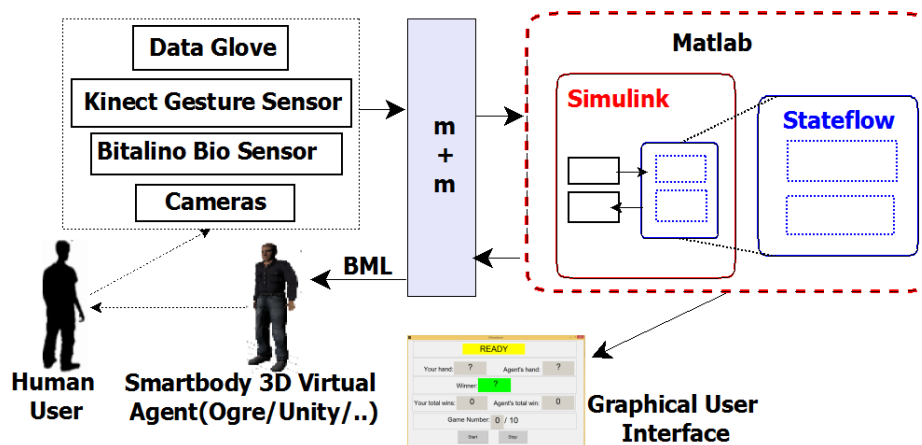 Data Glove
Kinect Gesture Sensor
Bitalino Bio Sensor
Cameras
m
+
m
Matlab
Simulink
Stateflow
BML
Human
User
Smartbody 3D Virtual
Agent(Ogre/Unity/..)
READY
Your hand: ? Agent's hand: ?
Winner: ?
Your total wins: 0 Agent's total win: 0
Game Number: 0 / 10
Start Stop
Graphical User
Interface